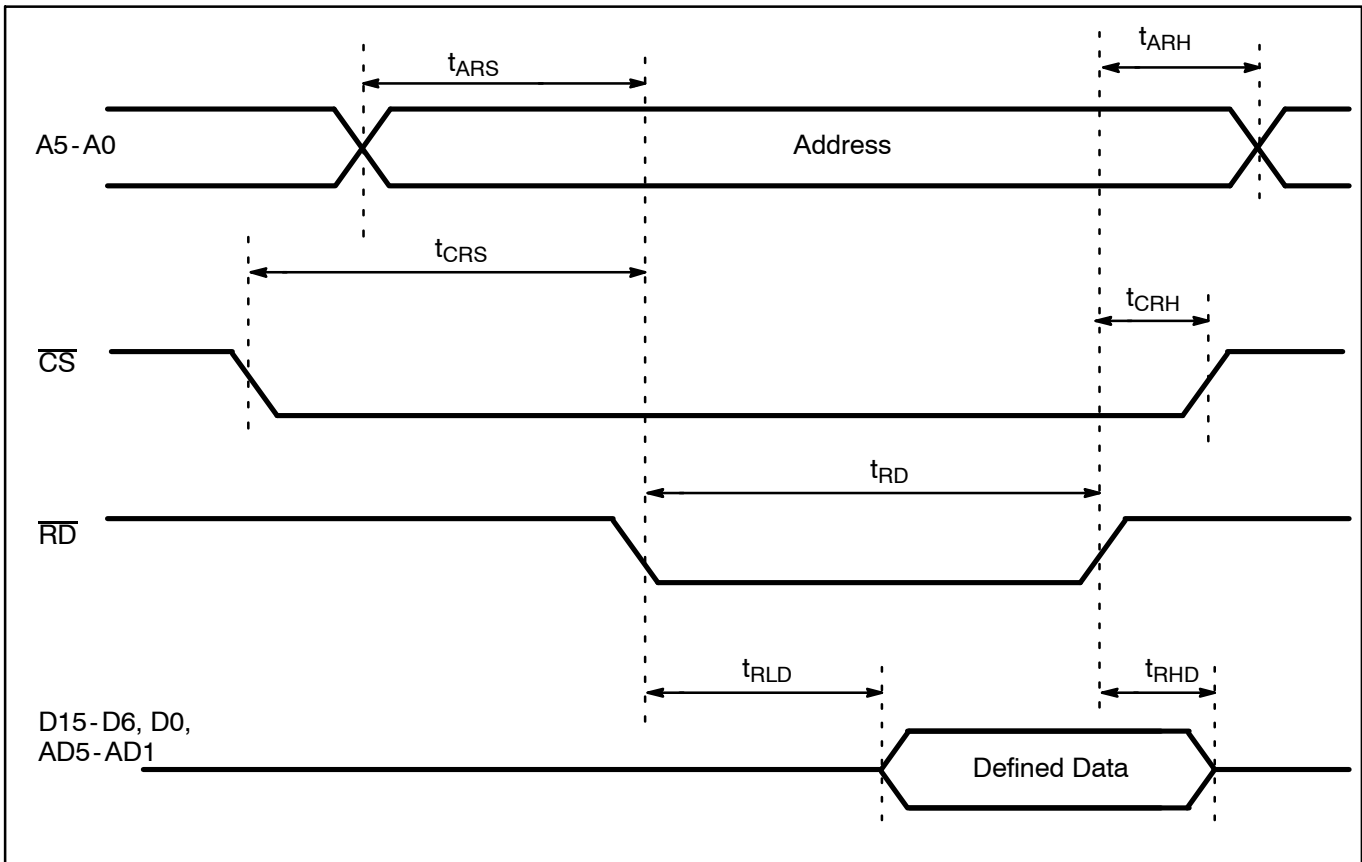 tARS
tARH
A5-A0
Address
tCRS
tCRH
CS
tRD
RD
tRLD
tRHD
D15-D6, D0,
AD5-AD1
Defined Data